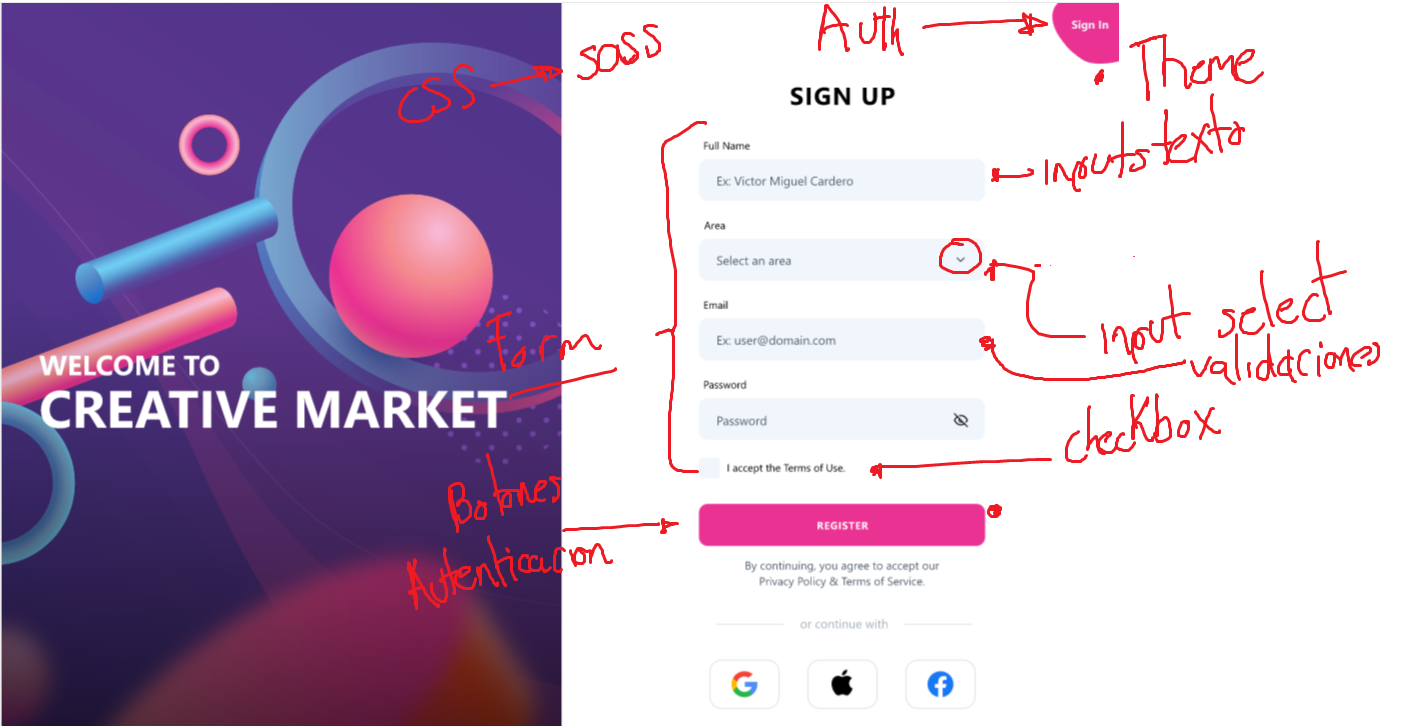 Auth
Sign In
CSS
sass
Theme
SIGN UP
Full Name
Ex: Victor Miguel Cardero
inputs texto
Area
Select an area
input select
Email
Ex: user@domain.com
validaciones
Form
WELCOME TO
CREATIVE MARKET
Password
Password
checkbox
I accept the Terms of Use.
Botones
Autenticacion
REGISTER
By continuing, you agree to accept our
Privacy Policy & Terms of Service.
or continue with